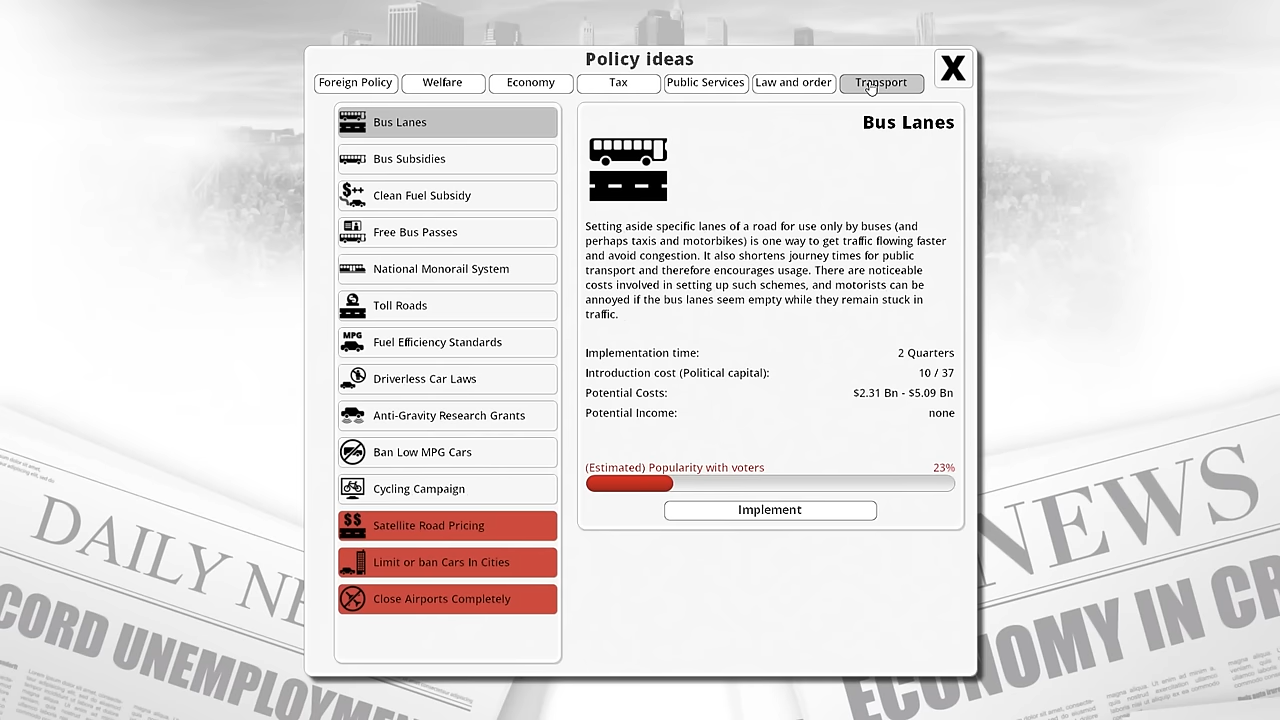 Policy ideas
X
Foreign Policy
Welfare
Economy
Tax
Public Services
Law and order
Transport
Bus Lanes
Bus Subsidies
$++
Clean Fuel Subsidy
Free Bus Passes
National Monorail System
Toll Roads
MPG
Fuel Efficiency Standards
Driverless Car Laws
Anti-Gravity Research Grants
Ban Low MPG Cars
Cycling Campaign
$$
Satellite Road Pricing
Limit or ban Cars In Cities
Close Airports Completely
Bus Lanes
Setting aside specific lanes of a road for use only by buses (and
perhaps taxis and motorbikes) is one way to get traffic flowing faster
and avoid congestion. It also shortens journey times for public
transport and therefore encourages usage. There are noticeable
costs involved in setting up such schemes, and motorists can be
annoyed if the bus lanes seem empty while they remain stuck in
traffic.
Implementation time: 2 Quarters
Introduction cost (Political capital): 10 / 37
Potential Costs: $2.31 Bn - $5.09 Bn
Potential Income: none
(Estimated) Popularity with voters 23%
Implement
DAILY NE
CORD UNEMPLOYM
NEWS
ECONOMY IN CR